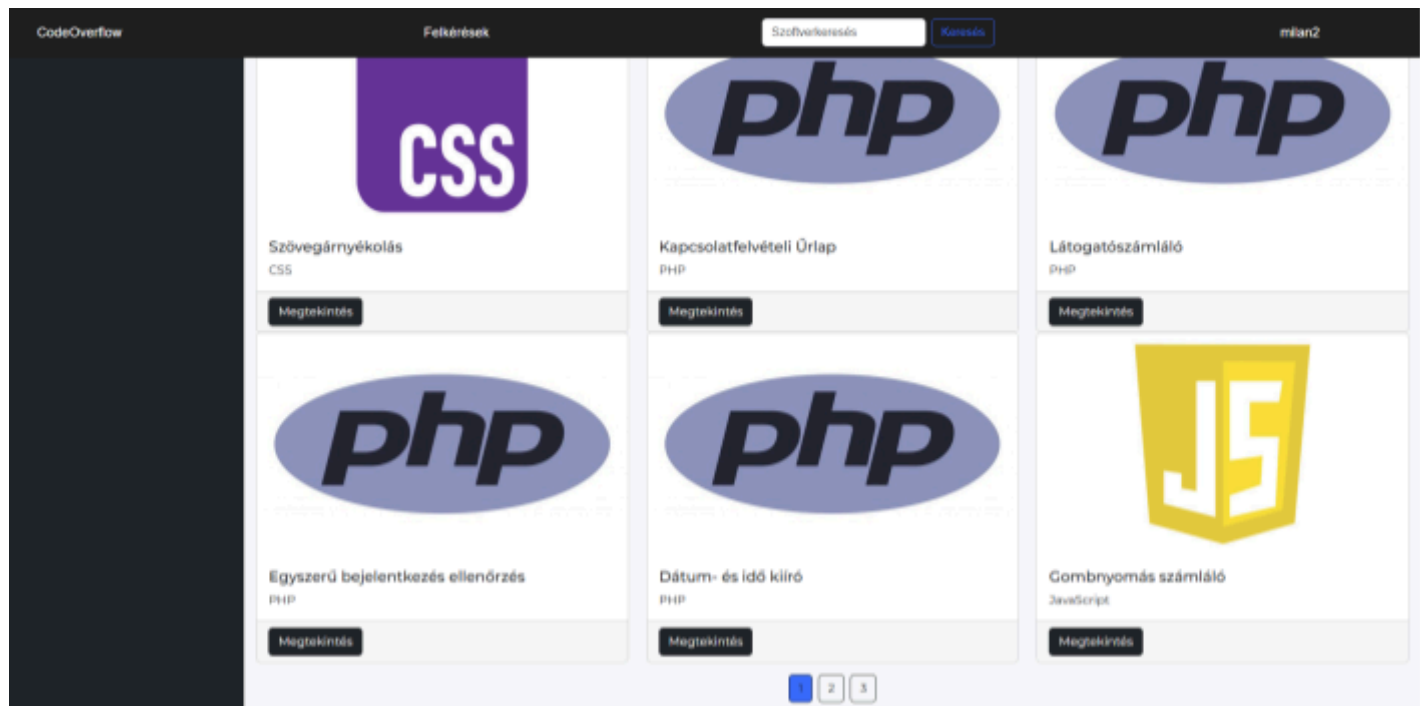 CodeOverflow
Felkérések
Szoftverkeresés
Keresés
milan2
CSS
php
php
Szövegárnyékolás
CSS
Megtekintés
Kapcsolatfelvételi Űrlap
PHP
Megtekintés
Látogatószámláló
PHP
Megtekintés
php
php
JS
Egyszerű bejelentkezés ellenőrzés
PHP
Megtekintés
Dátum- és idő kiíró
PHP
Megtekintés
Gombnyomás számláló
JavaScript
Megtekintés
1 2 3